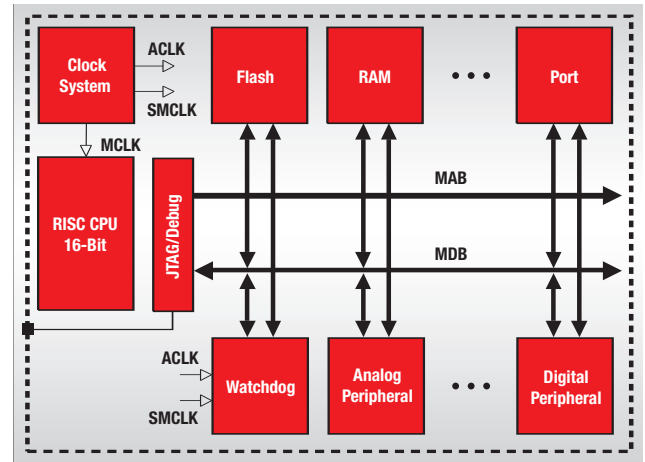 Clock
System
ACLK
SMCLK
MCLK
Flash
RAM
• • •
Port
RISC CPU
16-Bit
JTAG/Debug
MAB
MDB
ACLK
SMCLK
Watchdog
Analog
Peripheral
• • •
Digital
Peripheral